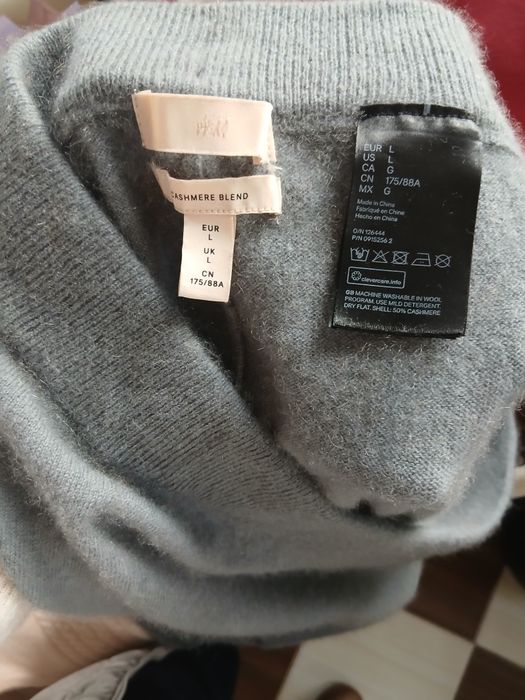 H&M
CASHMERE BLEND
EUR
L
UK
L
CN
175/88A
EUR L
US L
CA G
CN 175/88A
MX G
Made in China
Fabriqué en Chine
Hecho en China
O/N 126444
P/N 0915256 2
clevercare.info
GB MACHINE WASHABLE IN WOOL
PROGRAM. USE MILD DETERGENT.
DRY FLAT. SHELL: 50% CASHMERE